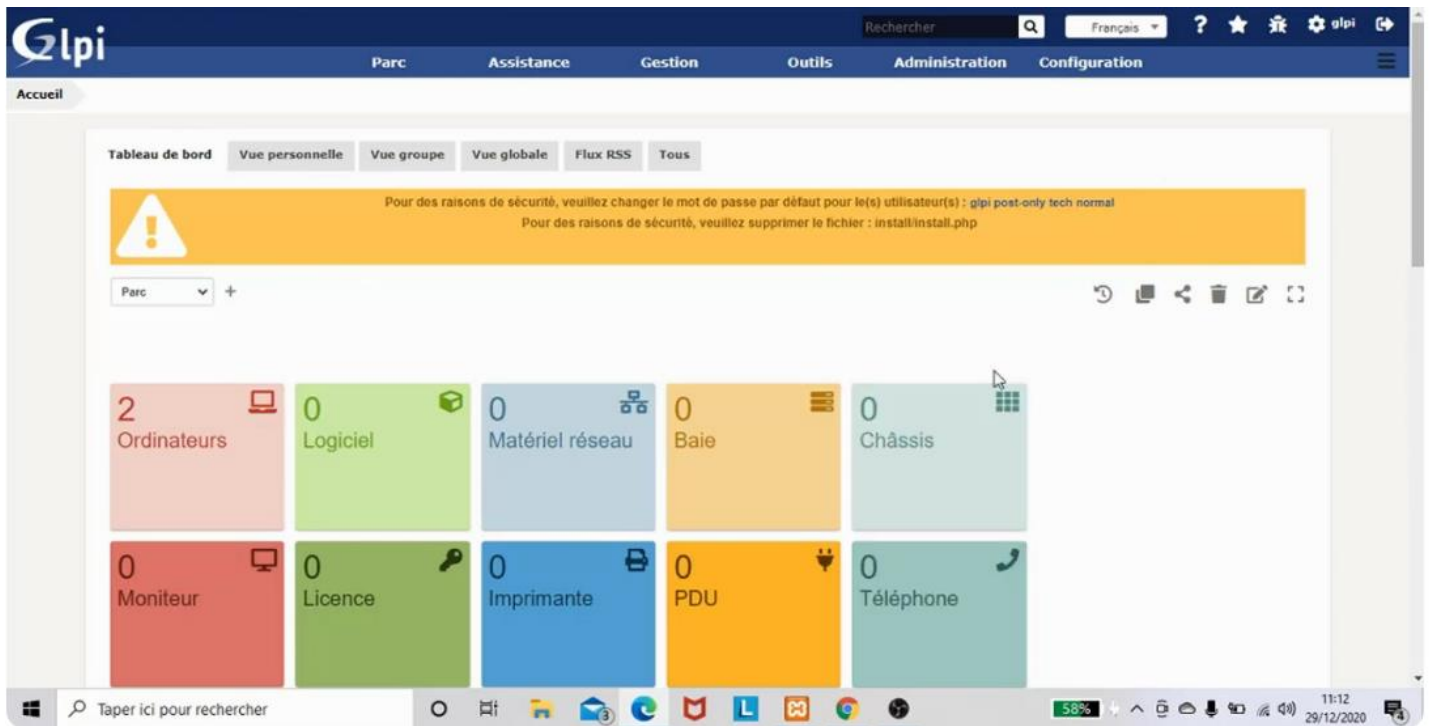 Glpi
Rechercher
Français
?
glpi
Parc Assistance Gestion Outils Administration Configuration
Accueil
Tableau de bord Vue personnelle Vue groupe Vue globale Flux RSS Tous
Pour des raisons de sécurité, veuillez changer le mot de passe par défaut pour le(s) utilisateur(s) : glpi post-only tech normal
Pour des raisons de sécurité, veuillez supprimer le fichier : install/install.php
Parc +
2 0 0 0 0
Ordinateurs Logiciel Matériel réseau Baie Châssis
0 0 0 0 0
Moniteur Licence Imprimante PDU Téléphone
Taper ici pour rechercher
3
L
58%
11:12
29/12/2020
4